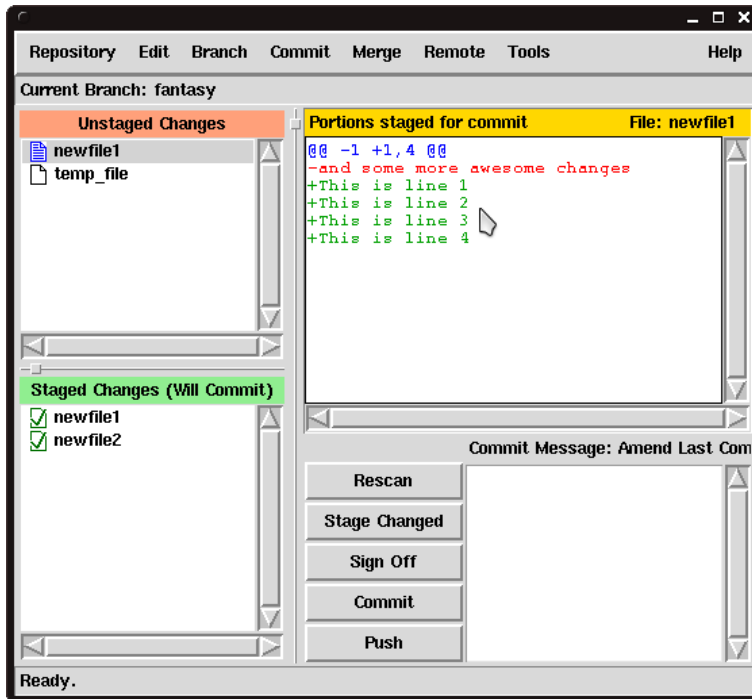 Repository Edit Branch Commit Merge Remote Tools Help
Current Branch: fantasy
Unstaged Changes
newfile1
temp_file
Portions staged for commit File: newfile1
@@ -1 +1,4 @@
-and some more awesome changes
+This is line 1
+This is line 2
+This is line 3
+This is line 4
Staged Changes (Will Commit)
newfile1
newfile2
Commit Message: Amend Last Com
Rescan
Stage Changed
Sign Off
Commit
Push
Ready.